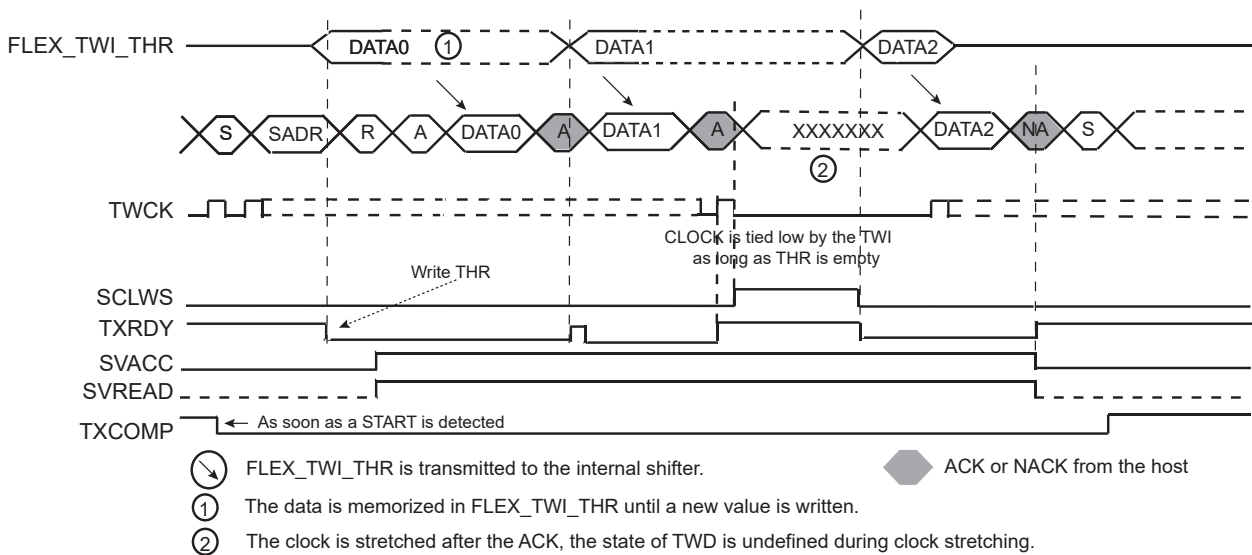 FLEX_TWI_THR DATA0 1 DATA1 DATA2
S SADR R A DATA0 A DATA1 A XXXXXXX DATA2 NA S
2
TWCK
CLOCK is tied low by the TWI
as long as THR is empty
Write THR
SCLWS
TXRDY
SVACC
SVREAD
TXCOMP As soon as a START is detected
FLEX_TWI_THR is transmitted to the internal shifter. ACK or NACK from the host
1 The data is memorized in FLEX_TWI_THR until a new value is written.
2 The clock is stretched after the ACK, the state of TWD is undefined during clock stretching.